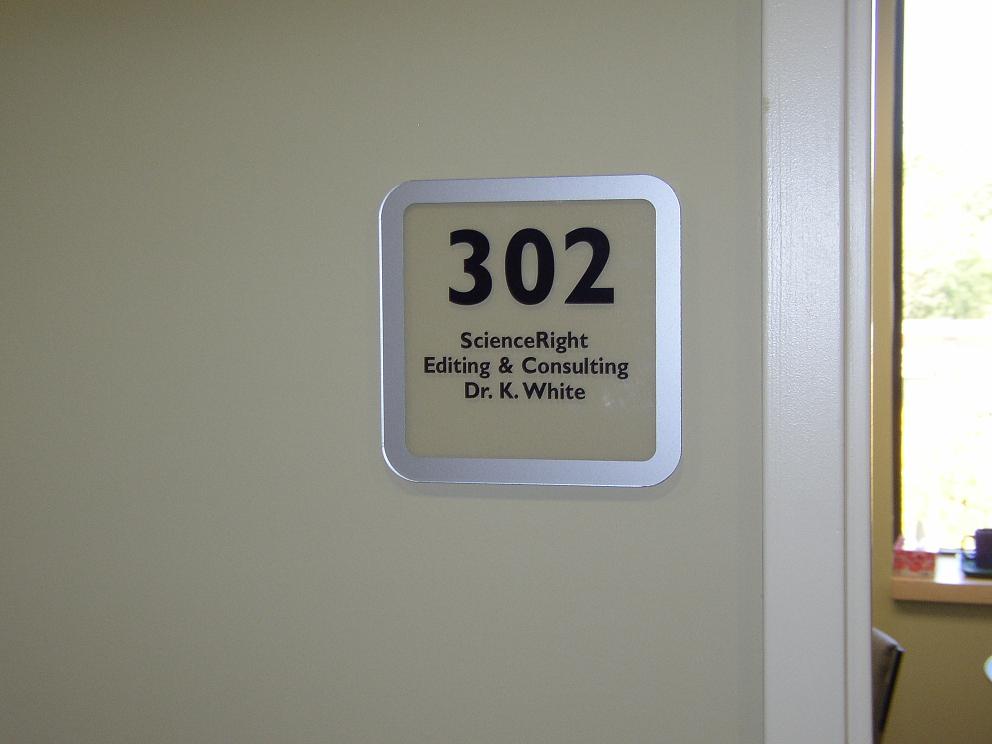 302
ScienceRight
Editing & Consulting
Dr. K. White